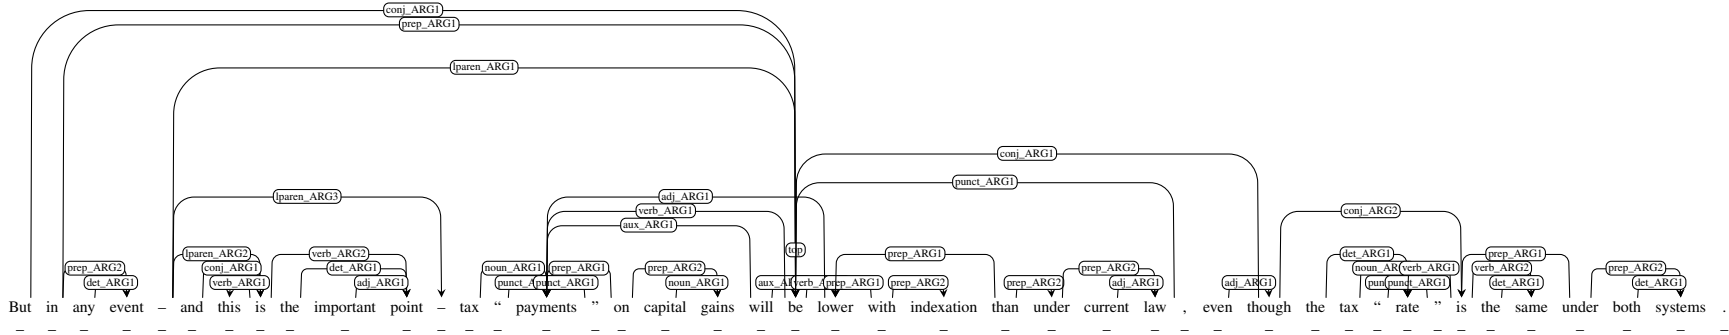 conj_ARG1
prep_ARG1
lparen_ARG1
conj_ARG1
punct_ARG1
lparen_ARG3 adj_ARG1
verb_ARG1 conj_ARG2
aux_ARG1
top
lparen_ARG2 verb_ARG2 prep_ARG1 det_ARG1 prep_ARG1
prep_ARG2 conj_ARG1 det_ARG1 noun_ARG1 prep_ARG1 prep_ARG2 prep_ARG2 verb_ARG1 verb_ARG2 prep_ARG2
det_ARG1 verb_ARG1 adj_ARG1 punct_ARG1 noun_ARG1 prep_ARG1 prep_ARG2 prep_ARG2 adj_ARG1 adj_ARG1 punct_ARG1 det_ARG1 det_ARG1
But in any event – and this is the important point – tax “ payments ” on capital gains will be lower with indexation than under current law , even though the tax “ rate ” is the same under both systems .